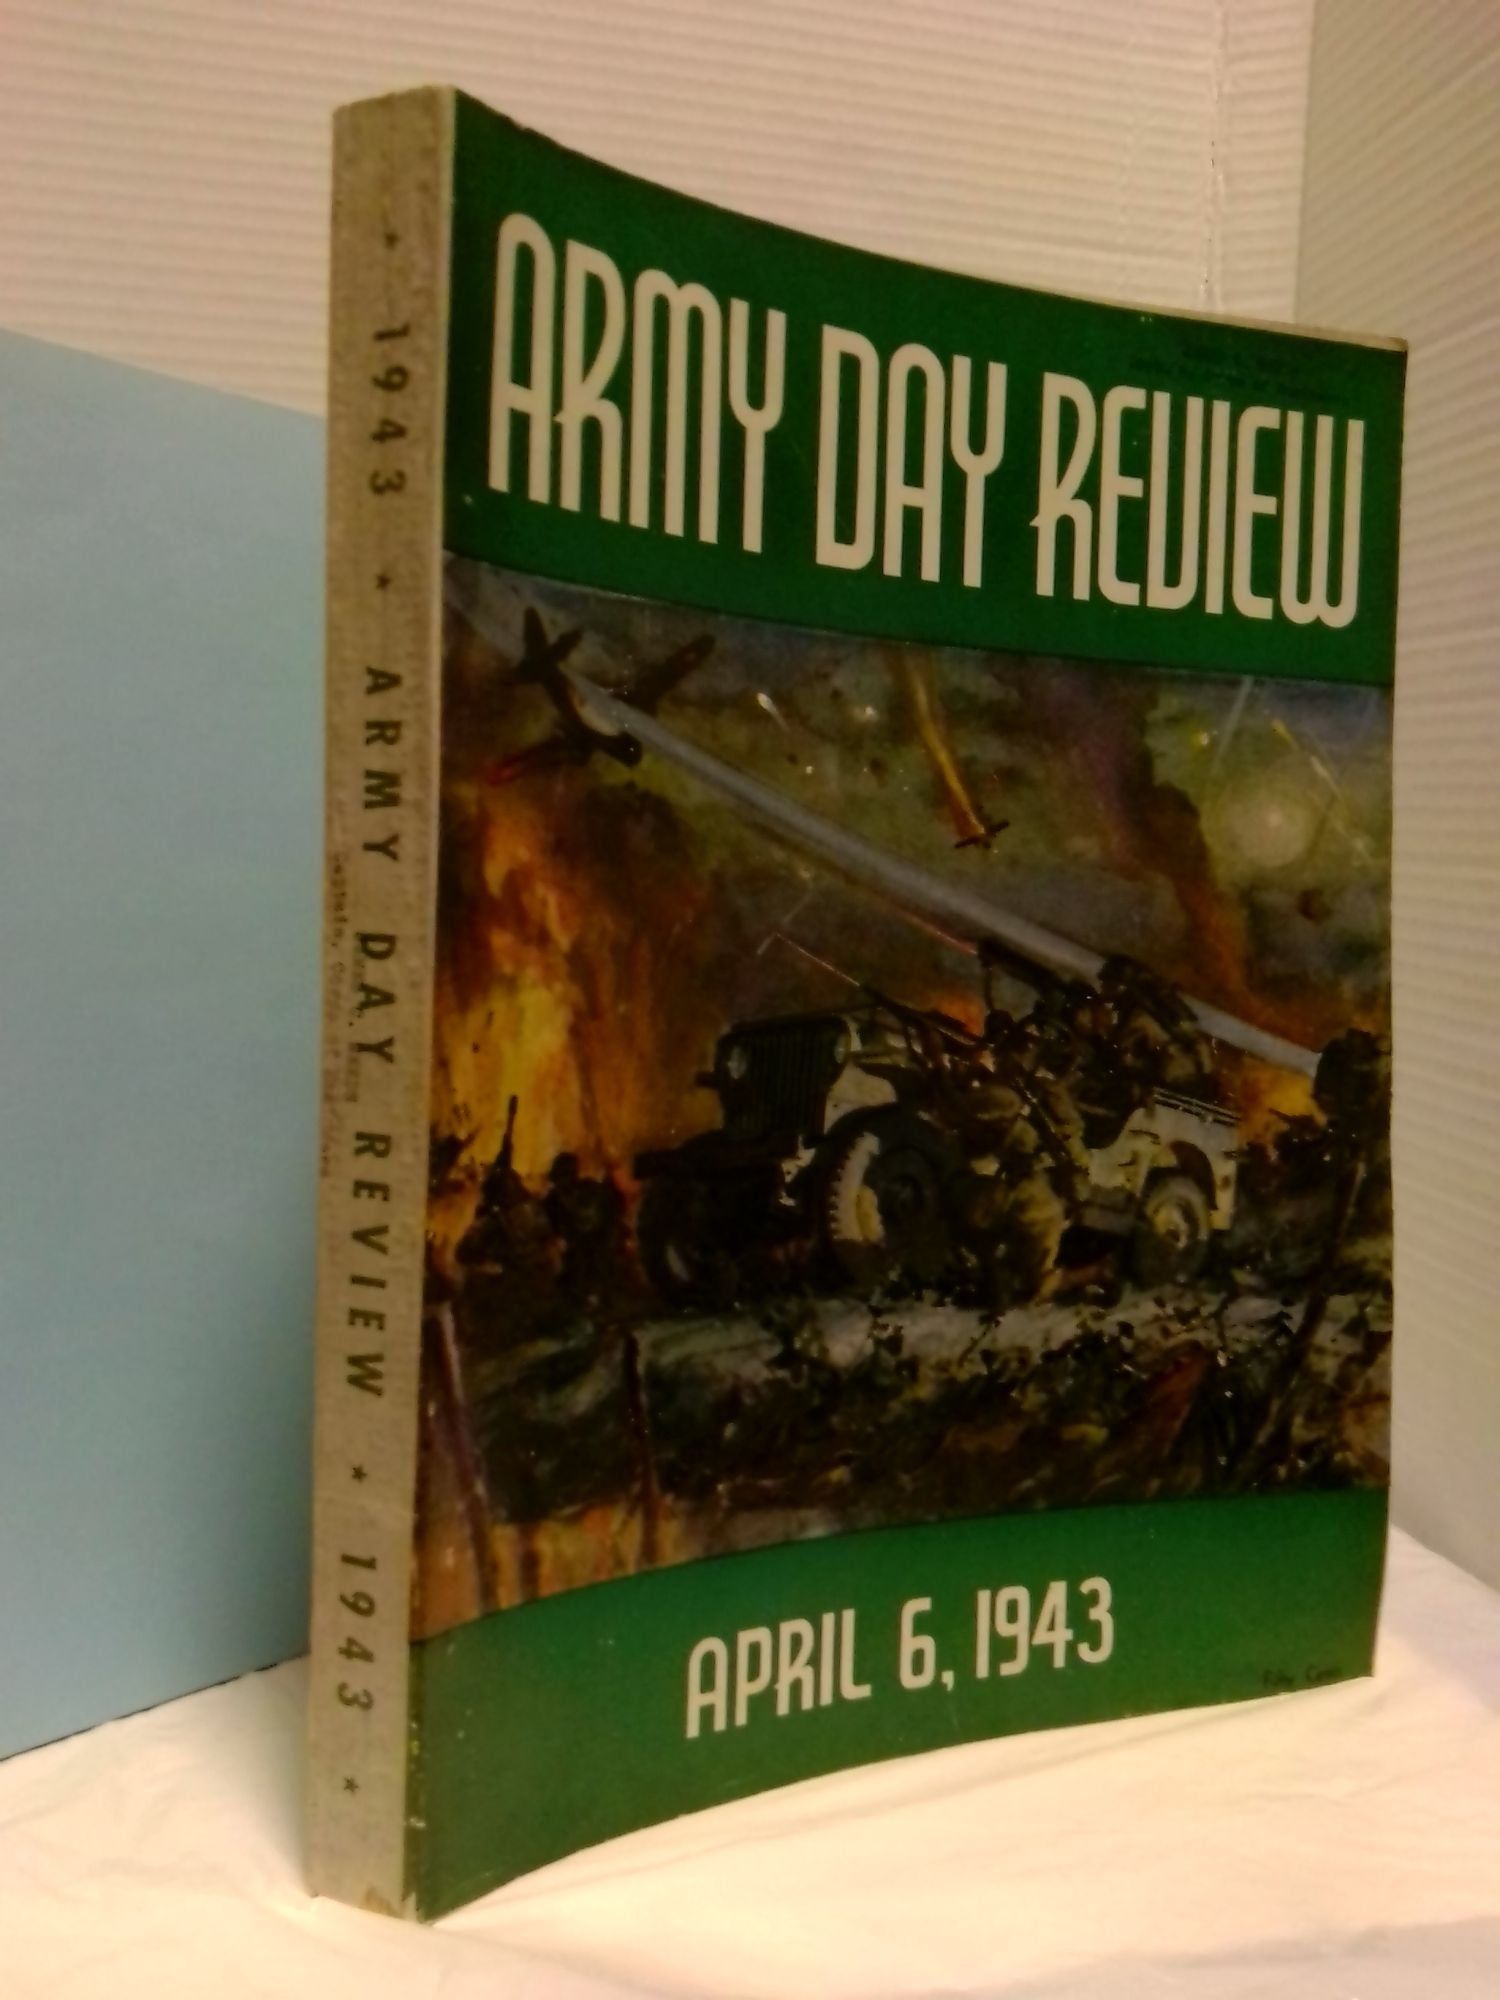 ARMY DAY REVIEW
APRIL 6, 1943
★ 1943 ★ ARMY DAY REVIEW ★ 1943 ★